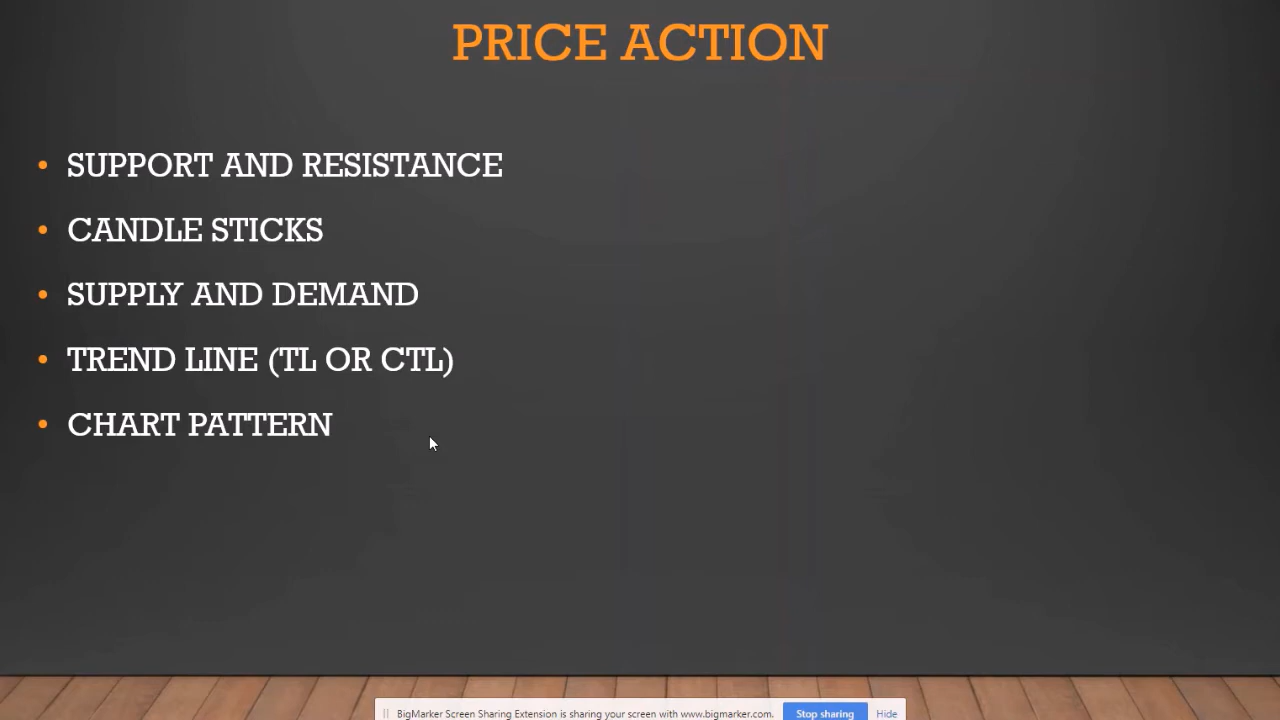 PRICE ACTION
• SUPPORT AND RESISTANCE
• CANDLE STICKS
• SUPPLY AND DEMAND
• TREND LINE (TL OR CTL)
• CHART PATTERN
BigMarker Screen Sharing Extension is sharing your screen with www.bigmarker.com. Stop sharing Hide